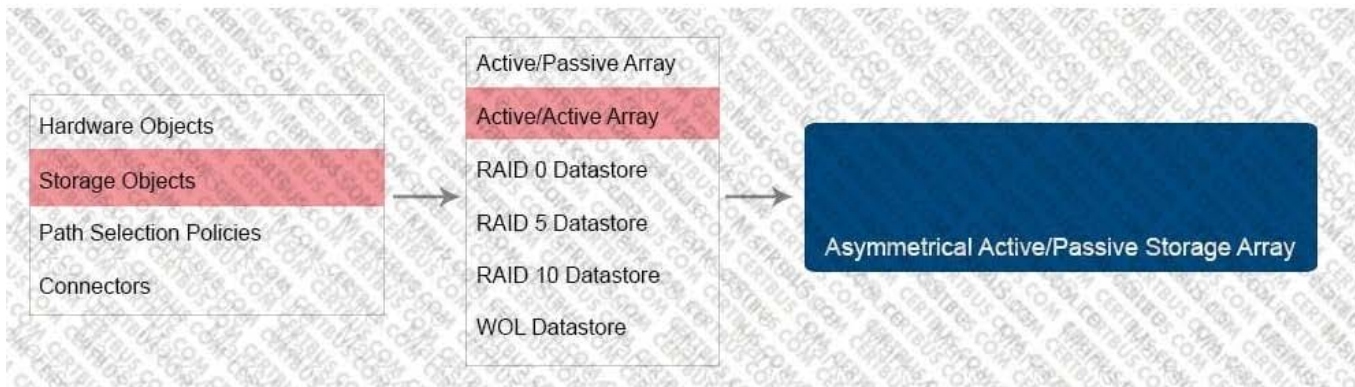 Hardware Objects
Storage Objects
Path Selection Policies
Connectors
Active/Passive Array
Active/Active Array
RAID 0 Datastore
RAID 5 Datastore
RAID 10 Datastore
WOL Datastore
Asymmetrical Active/Passive Storage Array